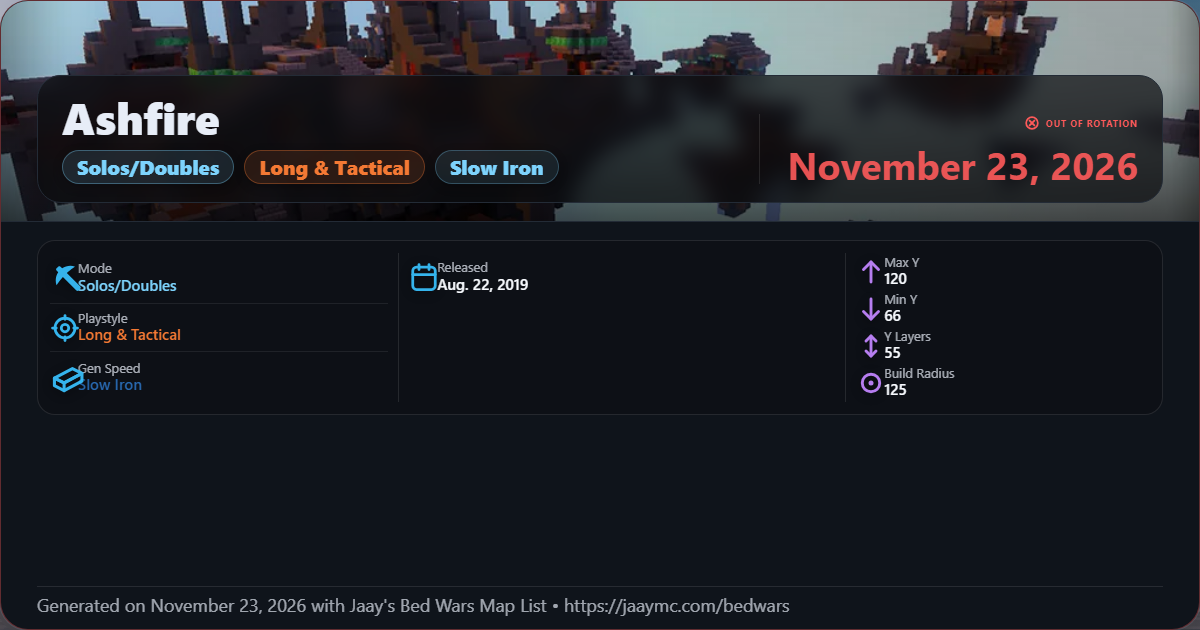 Ashfire
Solos/Doubles
Long & Tactical
Slow Iron
OUT OF ROTATION
November 23, 2026
Mode
Solos/Doubles
Playstyle
Long & Tactical
Gen Speed
Slow Iron
Released
Aug. 22, 2019
Max Y
120
Min Y
66
Y Layers
55
Build Radius
125
Generated on November 23, 2026 with Jaay's Bed Wars Map List • https://jaaymc.com/bedwars